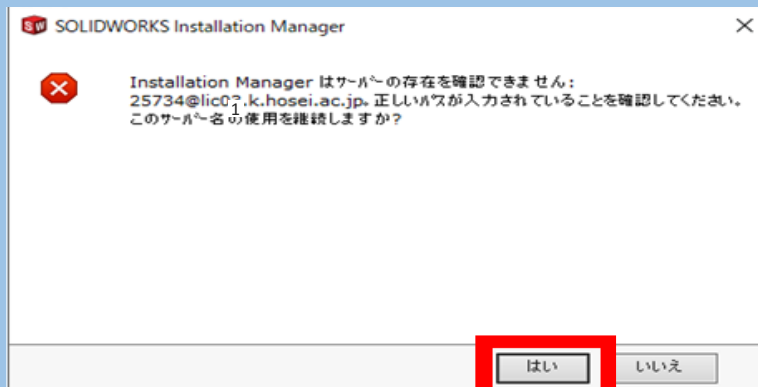 SW SOLIDWORKS Installation Manager
Installation Manager はサーバーの存在を確認できません:
25734@lic02.k.hosei.ac.jp。正しいパスが入力されていることを確認してください。
このサーバー名の使用を継続しますか?
1
はい いいえ